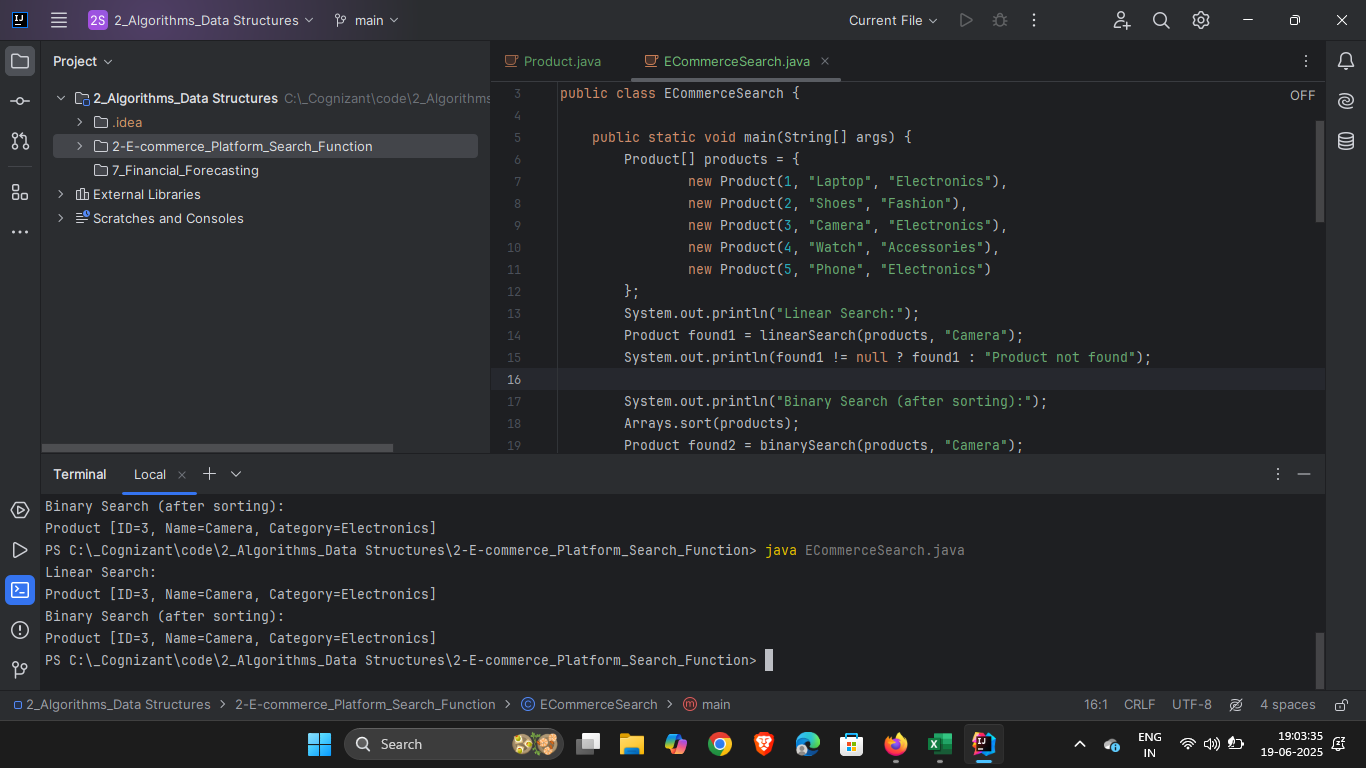 2S 2_Algorithms_Data Structures main Current File
Project
2_Algorithms_Data Structures C:\_Cognizant\code\2_Algorithms
.idea
2-E-commerce_Platform_Search_Function
7_Financial_Forecasting
External Libraries
Scratches and Consoles
Product.java ECommerceSearch.java
OFF
3 public class ECommerceSearch {
4
5 public static void main(String[] args) {
6 Product[] products = {
7 new Product(1, "Laptop", "Electronics"),
8 new Product(2, "Shoes", "Fashion"),
9 new Product(3, "Camera", "Electronics"),
10 new Product(4, "Watch", "Accessories"),
11 new Product(5, "Phone", "Electronics")
12 };
13 System.out.println("Linear Search:");
14 Product found1 = linearSearch(products, "Camera");
15 System.out.println(found1 != null ? found1 : "Product not found");
16
17 System.out.println("Binary Search (after sorting):");
18 Arrays.sort(products);
19 Product found2 = binarySearch(products, "Camera");
Terminal Local
Binary Search (after sorting):
Product [ID=3, Name=Camera, Category=Electronics]
PS C:\_Cognizant\code\2_Algorithms_Data Structures\2-E-commerce_Platform_Search_Function> java ECommerceSearch.java
Linear Search:
Product [ID=3, Name=Camera, Category=Electronics]
Binary Search (after sorting):
Product [ID=3, Name=Camera, Category=Electronics]
PS C:\_Cognizant\code\2_Algorithms_Data Structures\2-E-commerce_Platform_Search_Function>
2_Algorithms_Data Structures > 2-E-commerce_Platform_Search_Function > ECommerceSearch > main 16:1 CRLF UTF-8 4 spaces
Search
ENG
IN
19:03:35
19-06-2025